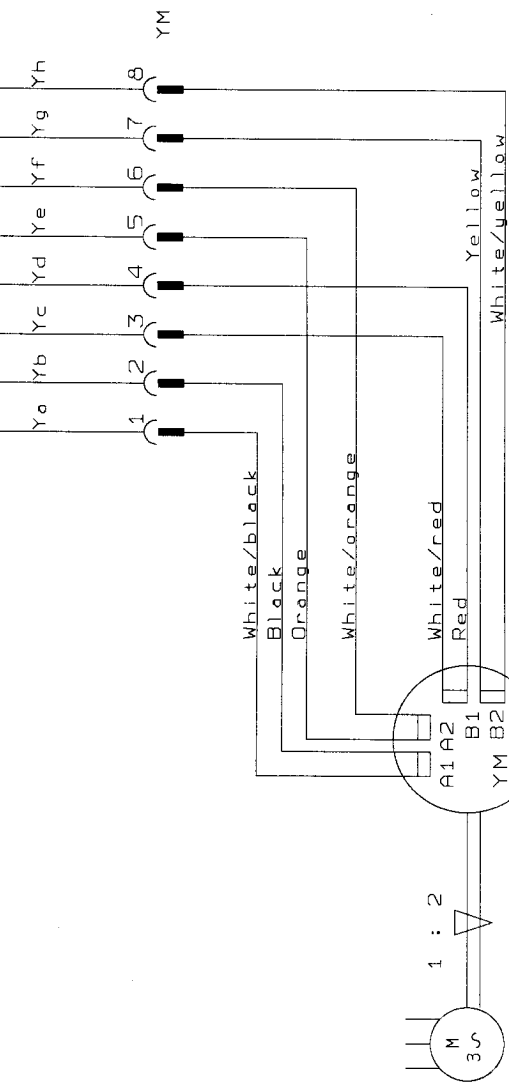 YM
Yh 8
Yg 7
Yf 6
Ye 5
Yd 4
Yc 3
Yb 2
Ya 1
White/black
Black
Orange
White/orange
White/red
Red
Yellow
White/yellow
A1 A2
B1
B2
YM
1 : 2
M
3~